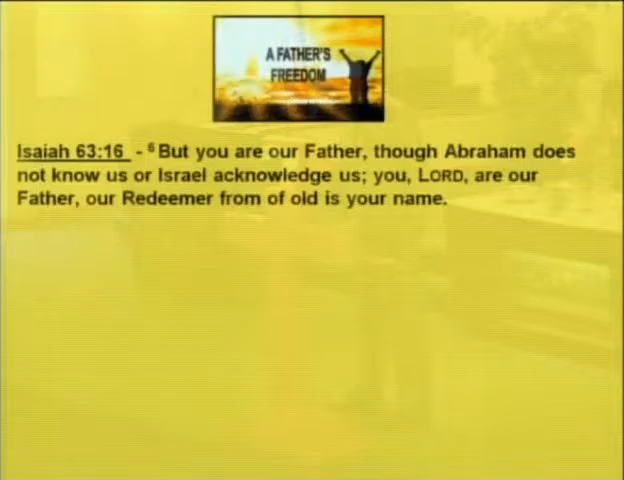 A FATHER'S
FREEDOM
Isaiah 63:16 - 6 But you are our Father, though Abraham does
not know us or Israel acknowledge us; you, LORD, are our
Father, our Redeemer from of old is your name.